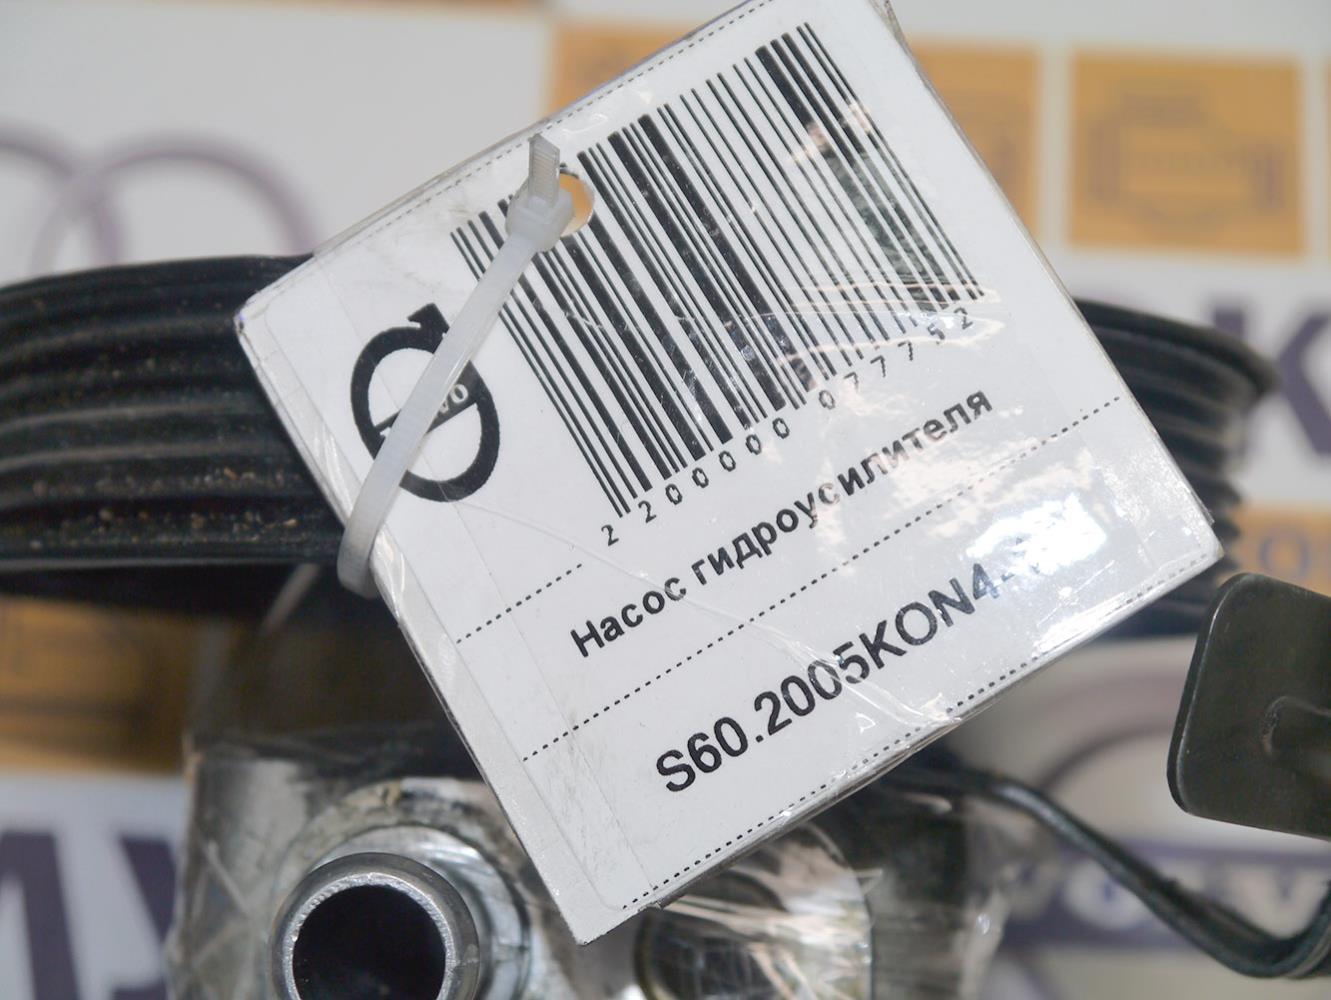 2 200000 077752
Насос гидроусилителя
S60.2005KON4-